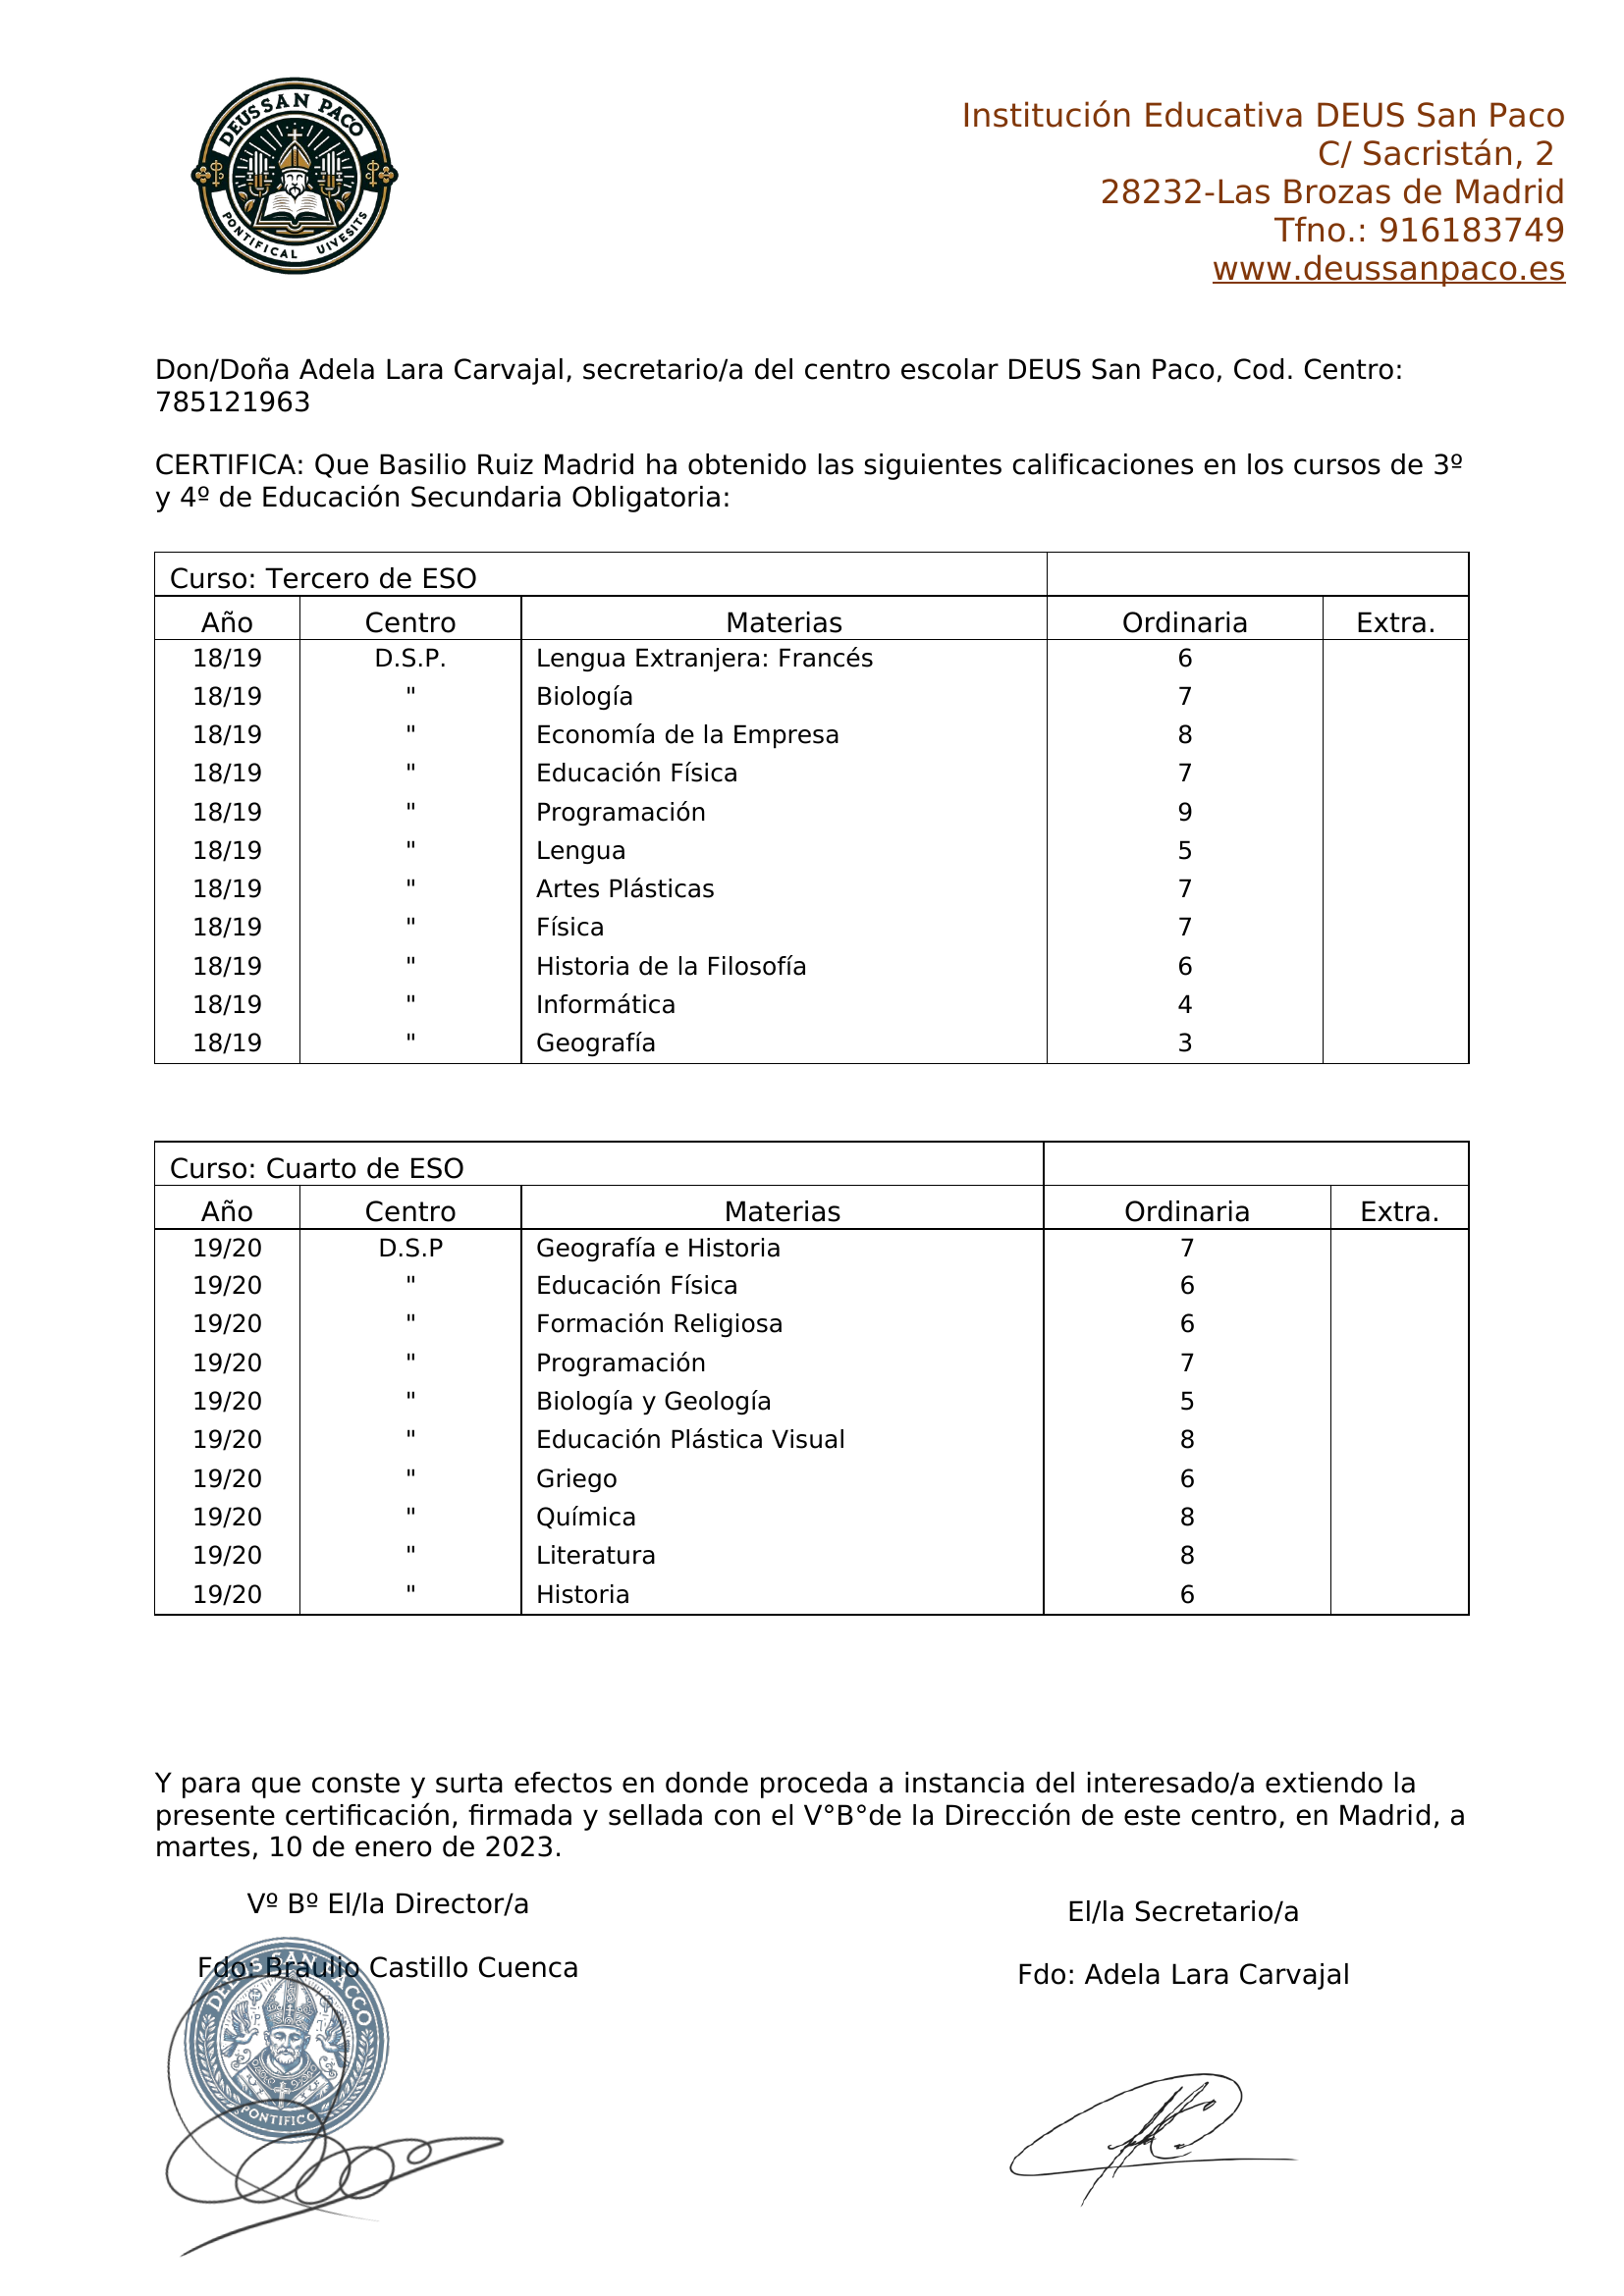 DEUSSAN PACO
PONTIFICAL UIVESITS
Institución Educativa DEUS San Paco
C/ Sacristán, 2
28232-Las Brozas de Madrid
Tfno.: 916183749
www.deussanpaco.es
Don/Doña Adela Lara Carvajal, secretario/a del centro escolar DEUS San Paco, Cod. Centro:
785121963
CERTIFICA: Que Basilio Ruiz Madrid ha obtenido las siguientes calificaciones en los cursos de 3º
y 4º de Educación Secundaria Obligatoria:
Curso: Tercero de ESO
Año Centro Materias Ordinaria Extra.
18/19 D.S.P. Lengua Extranjera: Francés 6
18/19 " Biología 7
18/19 " Economía de la Empresa 8
18/19 " Educación Física 7
18/19 " Programación 9
18/19 " Lengua 5
18/19 " Artes Plásticas 7
18/19 " Física 7
18/19 " Historia de la Filosofía 6
18/19 " Informática 4
18/19 " Geografía 3
Curso: Cuarto de ESO
Año Centro Materias Ordinaria Extra.
19/20 D.S.P Geografía e Historia 7
19/20 " Educación Física 6
19/20 " Formación Religiosa 6
19/20 " Programación 7
19/20 " Biología y Geología 5
19/20 " Educación Plástica Visual 8
19/20 " Griego 6
19/20 " Química 8
19/20 " Literatura 8
19/20 " Historia 6
Y para que conste y surta efectos en donde proceda a instancia del interesado/a extiendo la
presente certificación, firmada y sellada con el V°B°de la Dirección de este centro, en Madrid, a
martes, 10 de enero de 2023.
Vº Bº El/la Director/a
El/la Secretario/a
Fdo: Braulio Castillo Cuenca
Fdo: Adela Lara Carvajal
DEUS SAN PACCO
PONTIFICO